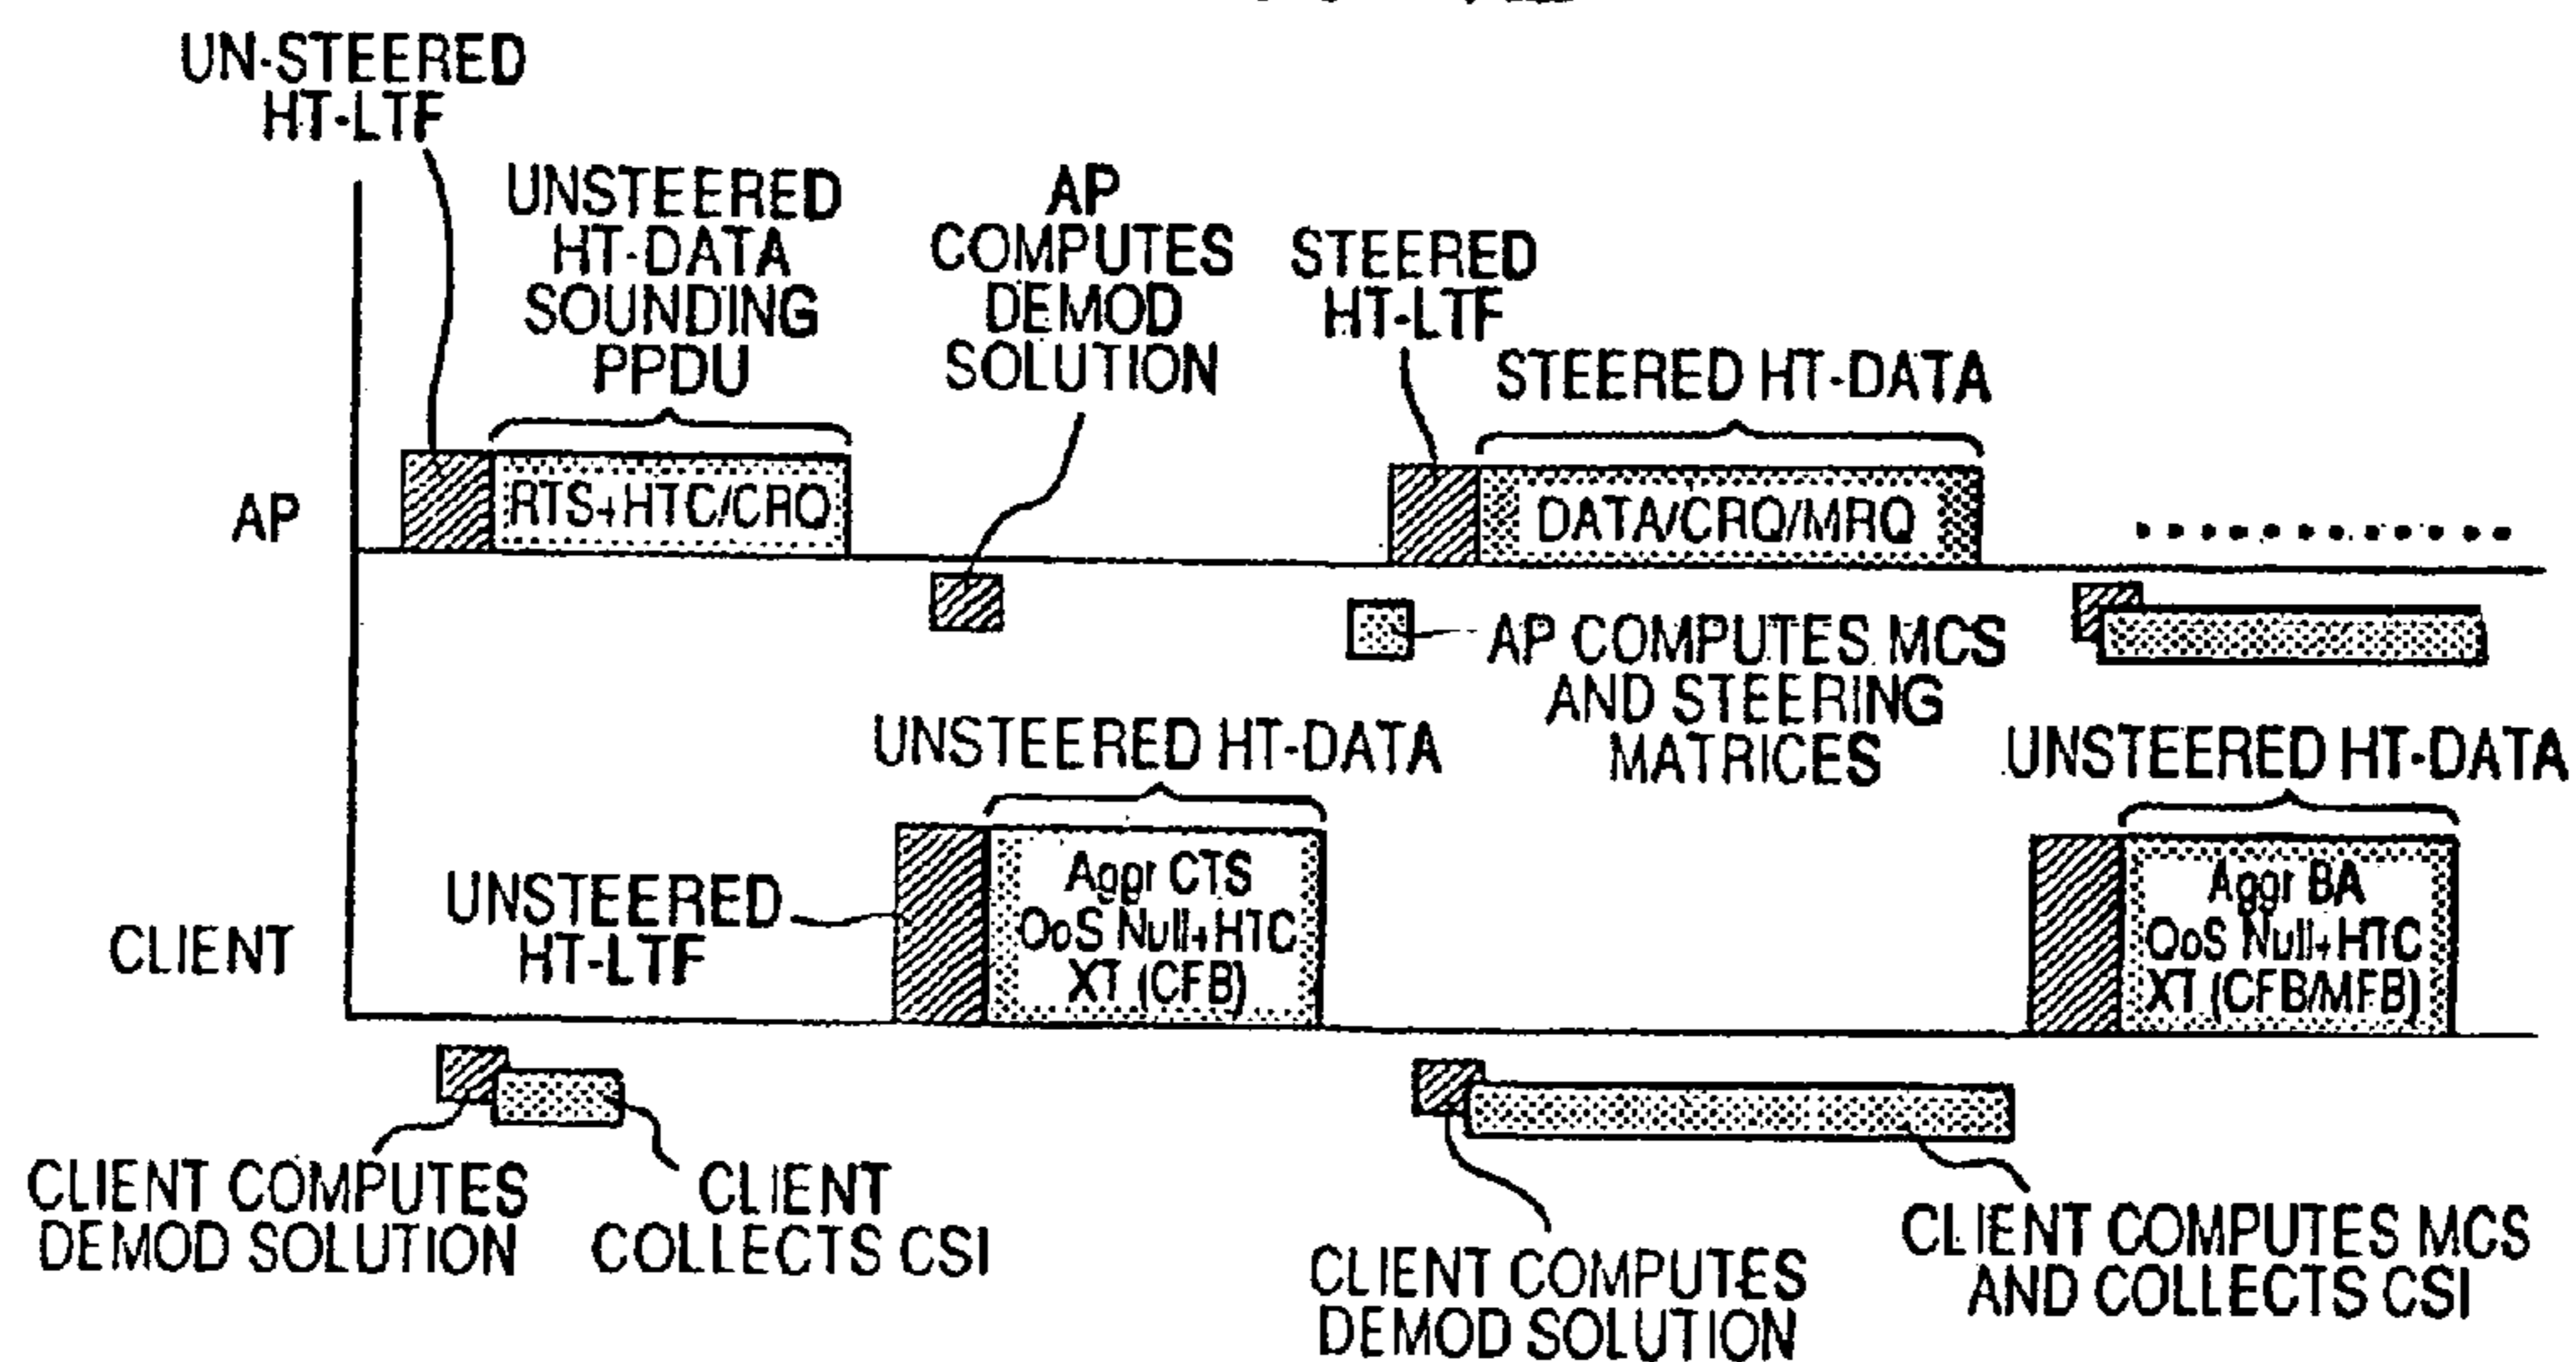 UN-STEERED
HT-LTF
UNSTEERED
HT-DATA
SOUNDING
PPDU
AP
COMPUTES
DEMOD
SOLUTION
STEERED
HT-LTF
STEERED HT-DATA
AP
RTS+HTC/CRQ
DATA/CRQ/MRQ
AP COMPUTES MCS
AND STEERING
MATRICES
UNSTEERED HT-DATA
UNSTEERED HT-DATA
CLIENT
UNSTEERED
HT-LTF
Aggr CTS
QoS Null+HTC
XT (CFB)
Aggr BA
QoS Null+HTC
XT (CFB/MFB)
CLIENT COMPUTES
DEMOD SOLUTION
CLIENT
COLLECTS CSI
CLIENT COMPUTES
DEMOD SOLUTION
CLIENT COMPUTES MCS
AND COLLECTS CSI